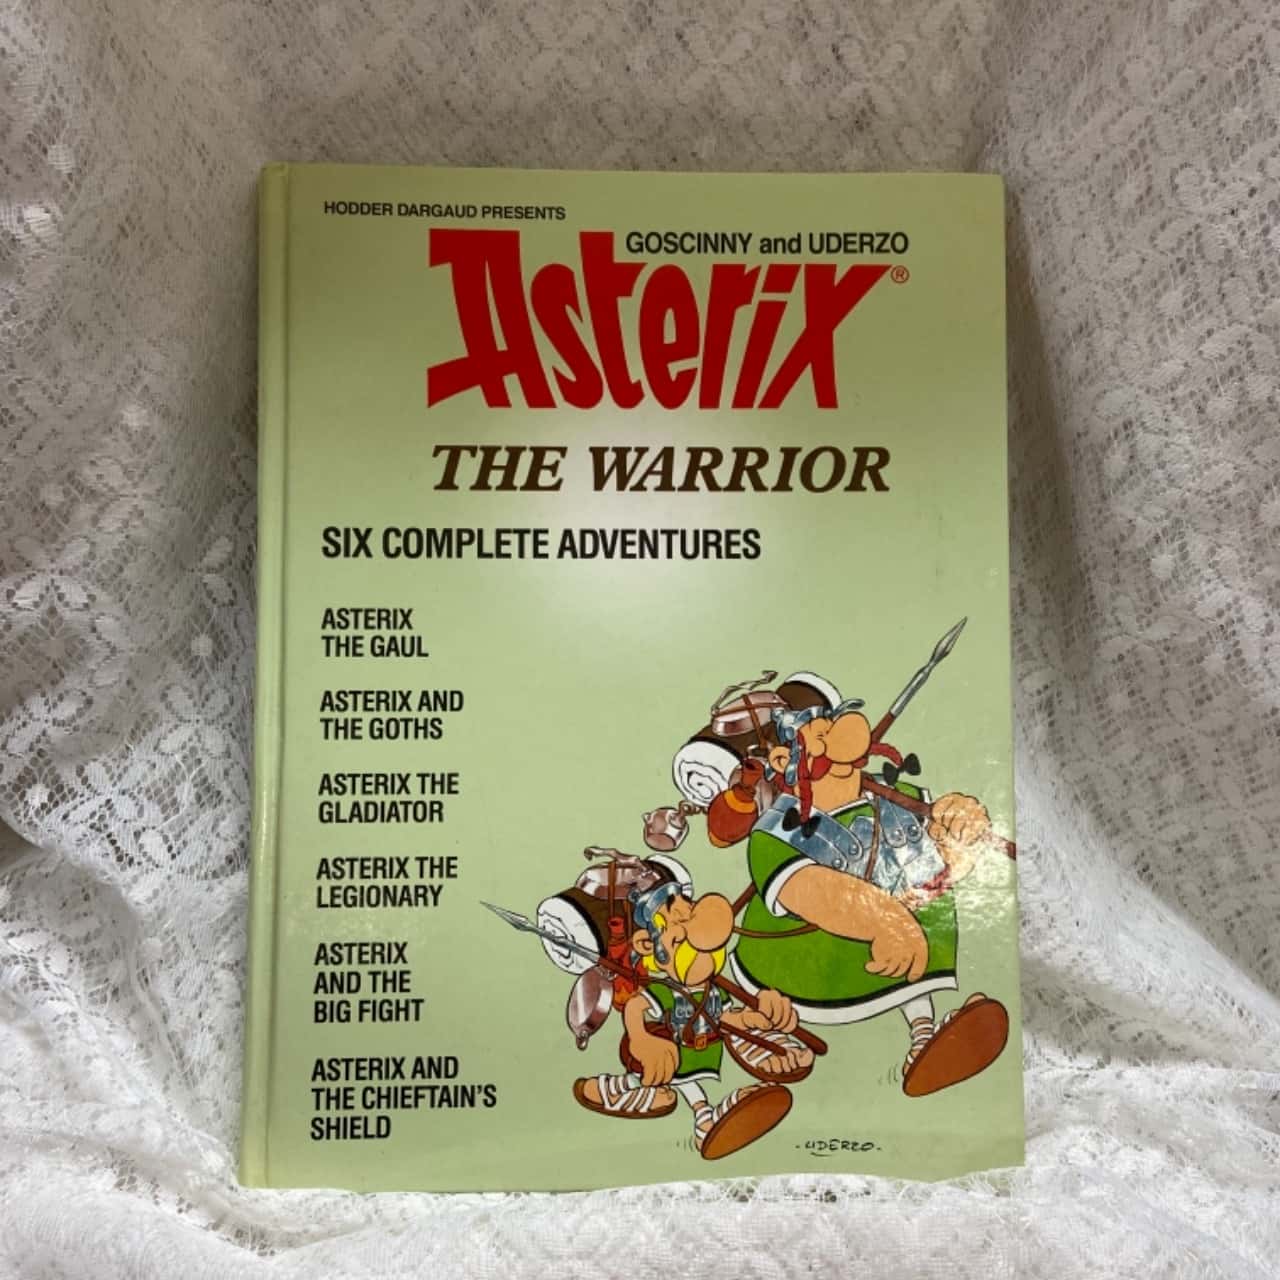 HODDER DARGAUD PRESENTS
GOSCINNY and UDERZO
Asterix®
THE WARRIOR
SIX COMPLETE ADVENTURES
ASTERIX
THE GAUL
ASTERIX AND
THE GOTHS
ASTERIX THE
GLADIATOR
ASTERIX THE
LEGIONARY
ASTERIX
AND THE
BIG FIGHT
ASTERIX AND
THE CHIEFTAIN'S
SHIELD
-UDERZO-